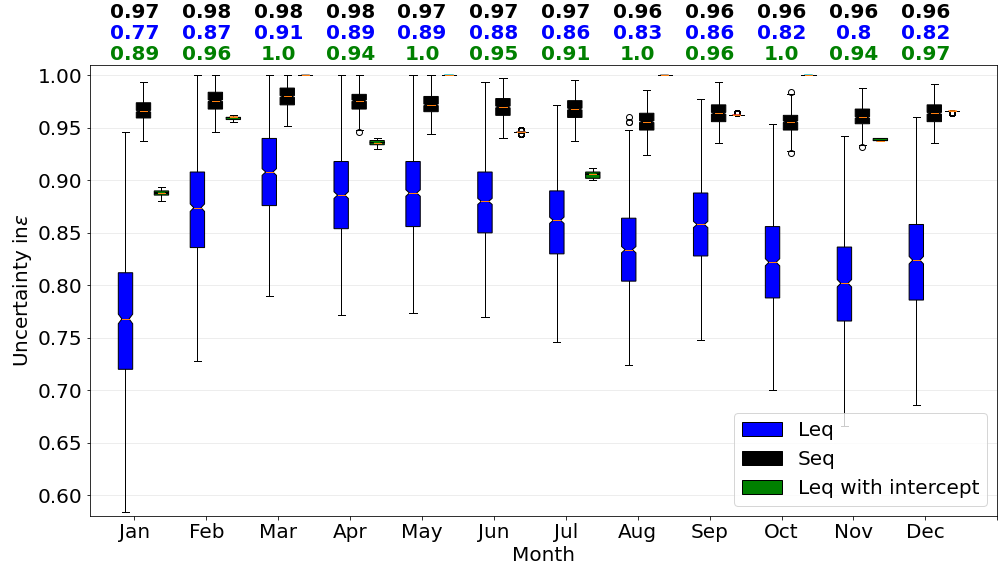 0.97 0.98 0.98 0.98 0.97 0.97 0.97 0.96 0.96 0.96 0.96 0.96
0.77 0.87 0.91 0.89 0.89 0.88 0.86 0.83 0.86 0.82 0.8 0.82
0.89 0.96 1.0 0.94 1.0 0.95 0.91 1.0 0.96 1.0 0.94 0.97
1.00
0.95
0.90
0.85
0.80
0.75
0.70
0.65
0.60
Uncertainty inε
Leq
Seq
Leq with intercept
Jan Feb Mar Apr May Jun Jul Aug Sep Oct Nov Dec
Month